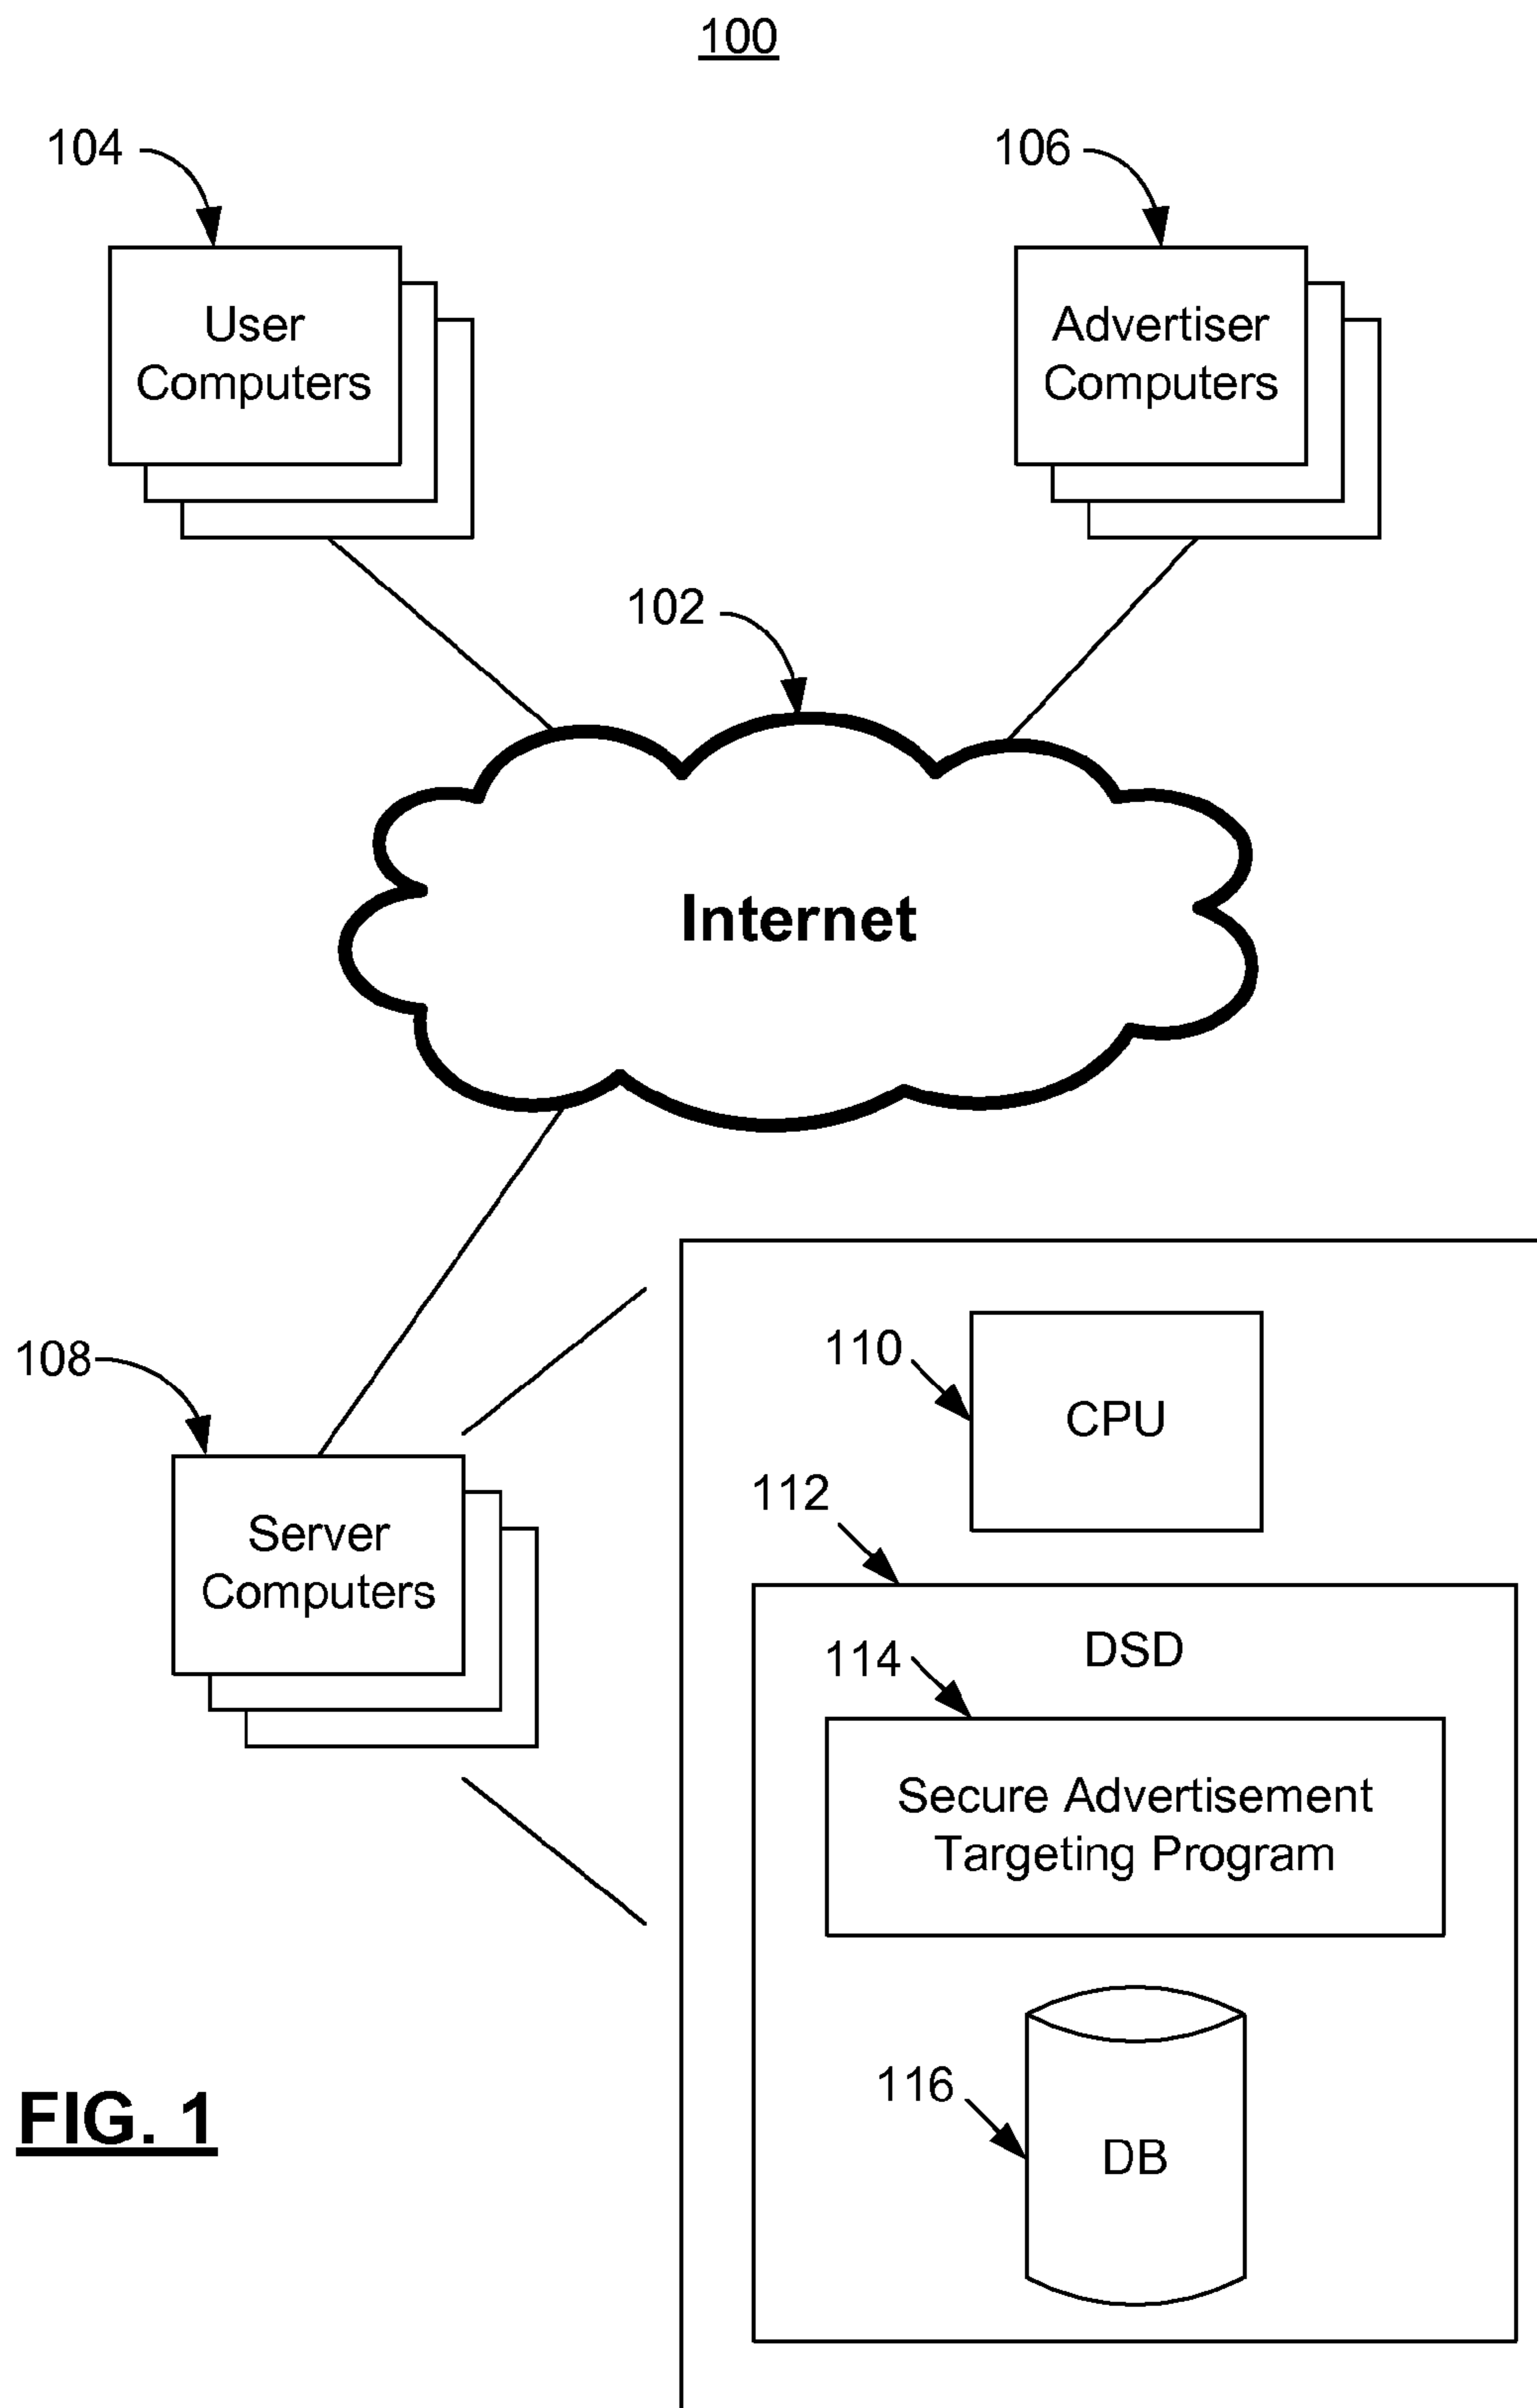 100
104
106
User
Computers
Advertiser
Computers
102
Internet
108
110
CPU
112
Server
Computers
DSD
114
Secure Advertisement
Targeting Program
116
DB
FIG. 1